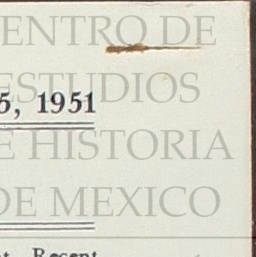 ENTRO DE
ESTUDIOS
5, 1951
E HISTORIA
DE MEXICO
Recent